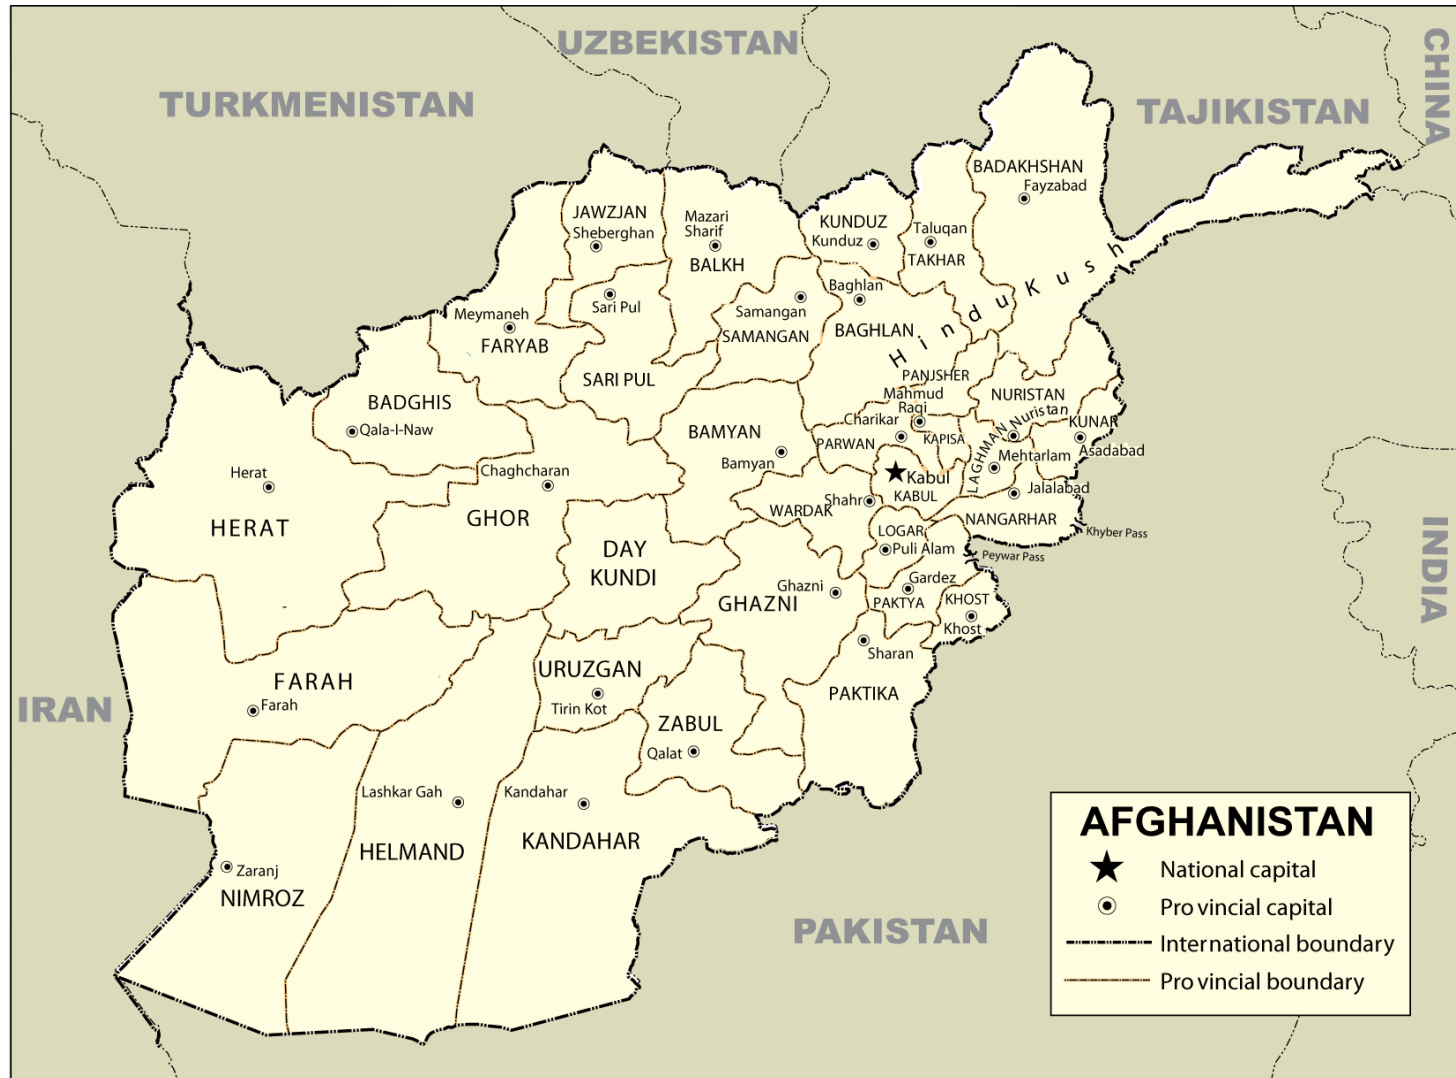 UZBEKISTAN
CHINA
TURKMENISTAN
TAJIKISTAN
BADAKHSHAN
Fayzabad
JAWZJAN
Sheberghan
Mazari
Sharif
BALKH
KUNDUZ
Kunduz
Taluqan
TAKHAR
Hindu Kush
Sari Pul
Samangan
SAMANGAN
Baghlan
BAGHLAN
Meymaneh
FARYAB
SARI PUL
PANJSHER
Mahmud
Raqi
NURISTAN
Nuristan
BADGHIS
Qala-I-Naw
BAMYAN
Bamyan
Charikar
PARWAN
KAPISA
LAGHMAN
Mehtarlam
KUNAR
Asadabad
Herat
HERAT
Chaghcharan
GHOR
Kabul
KABUL
Jalalabad
NANGARHAR
Khyber Pass
Peywar Pass
Shahr
WARDAK
LOGAR
Puli Alam
DAY
KUNDI
Ghazni
GHAZNI
Gardez
PAKTYA
KHOST
Khost
INDIA
IRAN
FARAH
Farah
URUZGAN
Tirin Kot
ZABUL
Qalat
Sharan
PAKTIKA
Lashkar Gah
HELMAND
Kandahar
KANDAHAR
Zaranj
NIMROZ
PAKISTAN
AFGHANISTAN
National capital
Pro vincial capital
International boundary
Pro vincial boundary